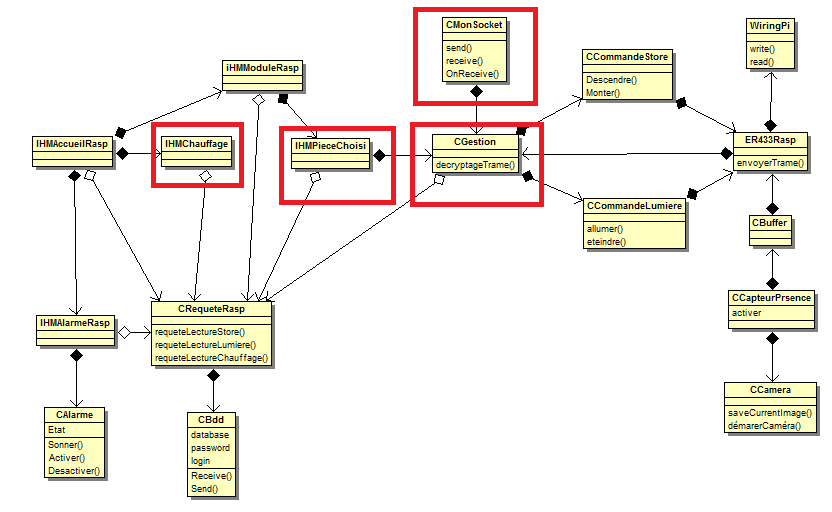 CMonSocket
send()
receive()
OnReceive()
WiringPi
write()
read()
CCommandeStore
Descendre()
Monter()
iHMModuleRasp
IHMAccueilRasp
IHMChauffage
IHMPieceChoisi
CGestion
decryptageTrame()
ER433Rasp
envoyerTrame()
CCommandeLumiere
allumer()
eteindre()
CBuffer
CCapteurPrsence
activer
IHMAlarmeRasp
CRequeteRasp
requeteLectureStore()
requeteLectureLumiere()
requeteLectureChauffage()
CCamera
saveCurrentImage()
démarerCaméra()
CAlarme
Etat
Sonner()
Activer()
Desactiver()
CBdd
database
password
login
Receive()
Send()